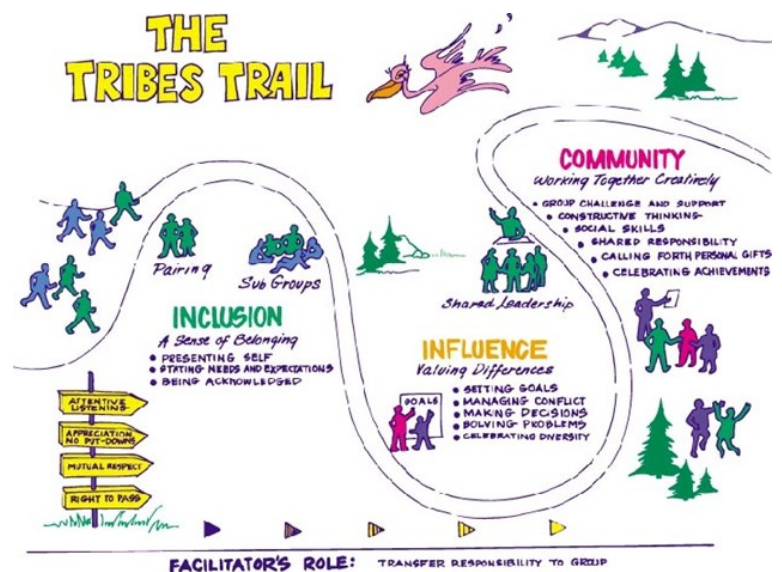 THE
TRIBES TRAIL
COMMUNITY
Working Together Creatively
• GROUP CHALLENGE AND SUPPORT
• CONSTRUCTIVE THINKING
• SOCIAL SKILLS
• SHARED RESPONSIBILITY
• CALLING FORTH PERSONAL GIFTS
• CELEBRATING ACHIEVEMENTS
Pairing
Sub Groups
Shared Leadership
INCLUSION
A Sense of Belonging
• PRESENTING SELF
• STATING NEEDS AND EXPECTATIONS
• BEING ACKNOWLEDGED
INFLUENCE
Valuing Differences
• SETTING GOALS
• MANAGING CONFLICT
• MAKING DECISIONS
• SOLVING PROBLEMS
• CELEBRATING DIVERSITY
GOALS
ATTENTIVE
LISTENING
APPRECIATION
NO PUT-DOWNS
MUTUAL RESPECT
RIGHT TO PASS
FACILITATOR'S ROLE: TRANSFER RESPONSIBILITY TO GROUP